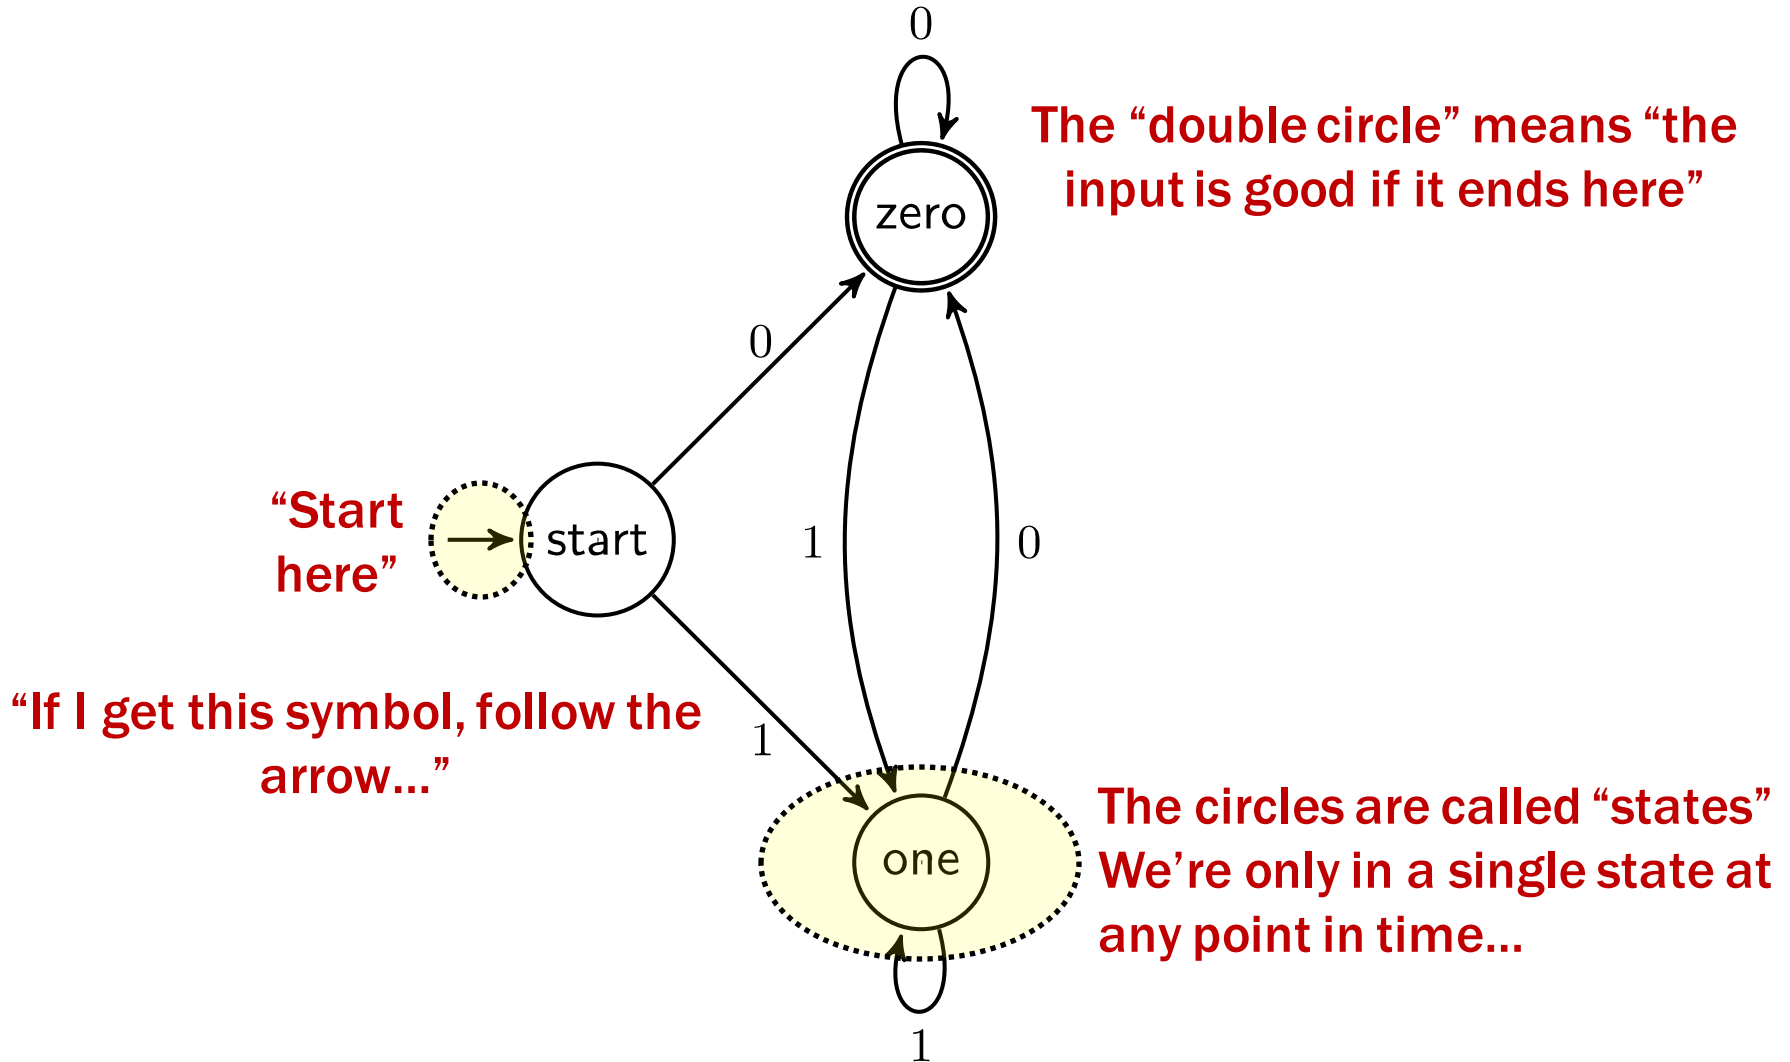 0
The “double circle” means “the
input is good if it ends here”
zero
0
“Start
here”
start
1
0
“If I get this symbol, follow the
arrow…”
1
The circles are called “states”
We’re only in a single state at
any point in time…
one
1